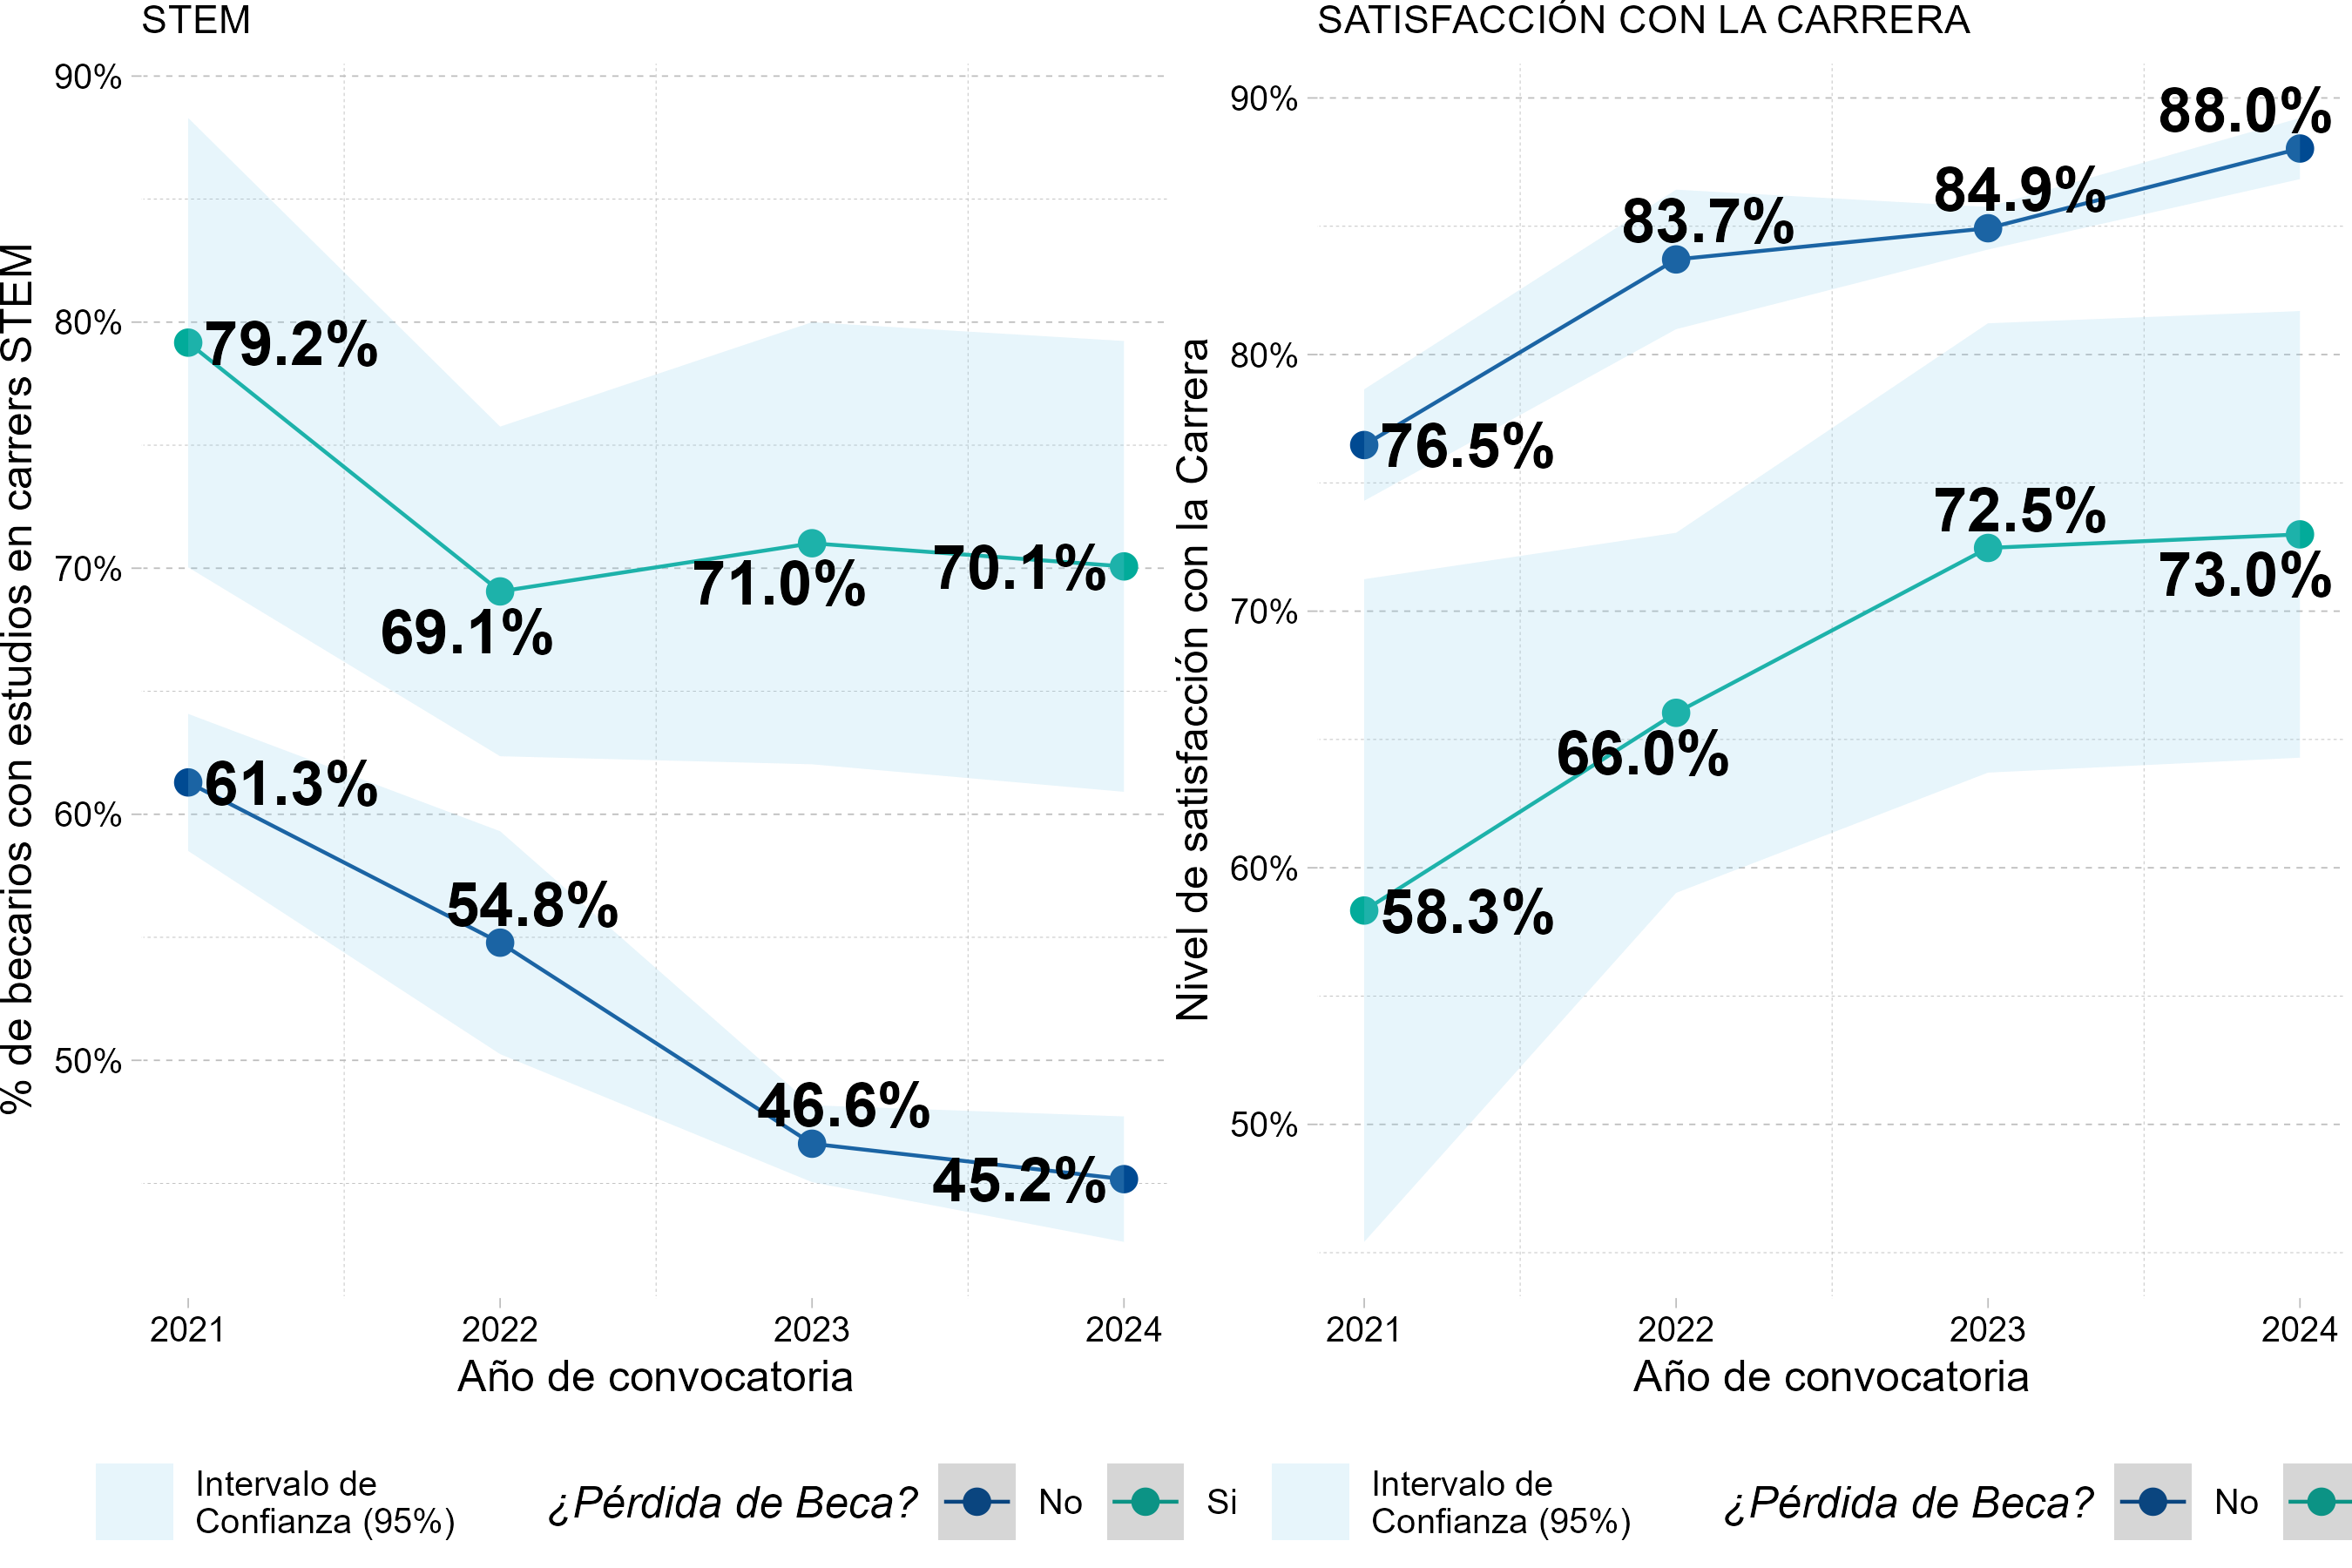 STEM
% de becarios con estudios en carrers STEM
90%
80%
70%
60%
50%
79.2%
69.1%
71.0%
70.1%
61.3%
54.8%
46.6%
45.2%
2021
2022
2023
2024
Año de convocatoria
Intervalo de
Confianza (95%)
¿Pérdida de Beca?
No
Si
SATISFACCIÓN CON LA CARRERA
Nivel de satisfacción con la Carrera
90%
80%
70%
60%
50%
76.5%
83.7%
84.9%
88.0%
58.3%
66.0%
72.5%
73.0%
2021
2022
2023
2024
Año de convocatoria
Intervalo de
Confianza (95%)
¿Pérdida de Beca?
No